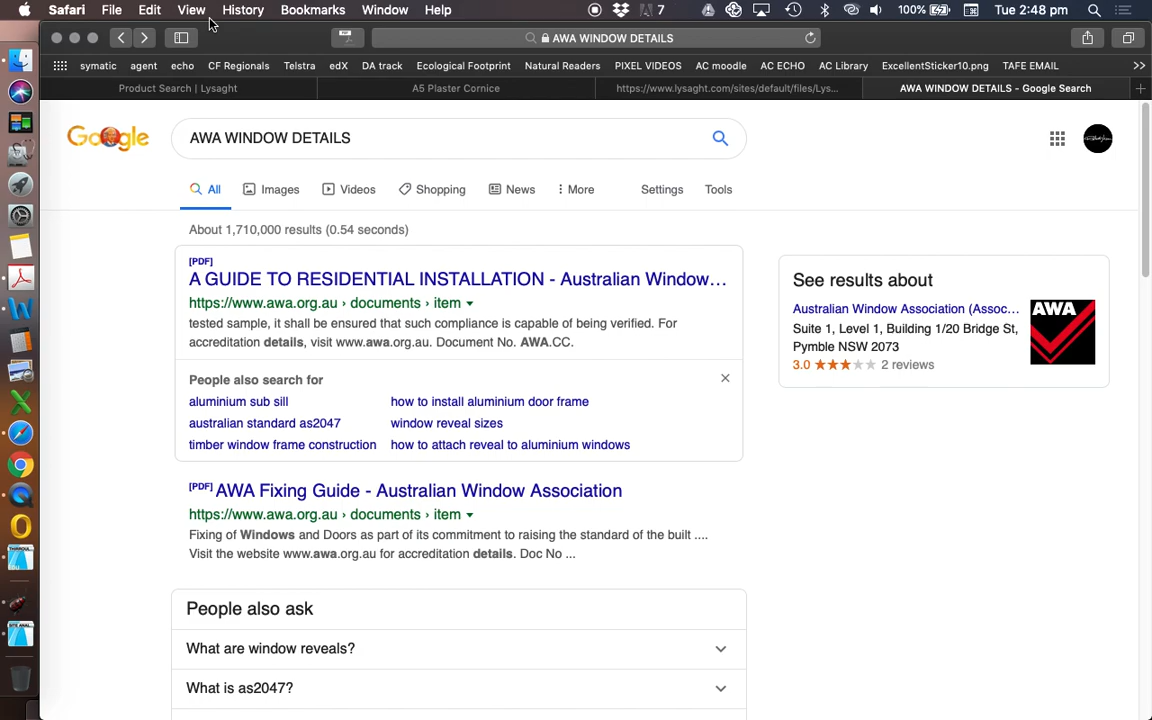 Safari File Edit View History Bookmarks Window Help 7 100% Tue 2:48 pm
AWA WINDOW DETAILS
symatic agent echo CF Regionals Telstra edX DA track Ecological Footprint Natural Readers PIXEL VIDEOS AC moodle AC ECHO AC Library ExcellentSticker10.png TAFE EMAIL >>
Product Search | Lysaght A5 Plaster Cornice https://www.lysaght.com/sites/default/files/Lys... AWA WINDOW DETAILS - Google Search
Google AWA WINDOW DETAILS
All Images Videos Shopping News More Settings Tools
About 1,710,000 results (0.54 seconds)
[PDF]
A GUIDE TO RESIDENTIAL INSTALLATION - Australian Window...
https://www.awa.org.au › documents › item
tested sample, it shall be ensured that such compliance is capable of being verified. For
accreditation details, visit www.awa.org.au. Document No. AWA.CC.
People also search for
aluminium sub sill how to install aluminium door frame
australian standard as2047 window reveal sizes
timber window frame construction how to attach reveal to aluminium windows
[PDF] AWA Fixing Guide - Australian Window Association
https://www.awa.org.au › documents › item
Fixing of Windows and Doors as part of its commitment to raising the standard of the built ....
Visit the website www.awa.org.au for accreditation details. Doc No ...
People also ask
What are window reveals?
What is as2047?
See results about
Australian Window Association (Assoc...
Suite 1, Level 1, Building 1/20 Bridge St,
Pymble NSW 2073
3.0 2 reviews
AWA